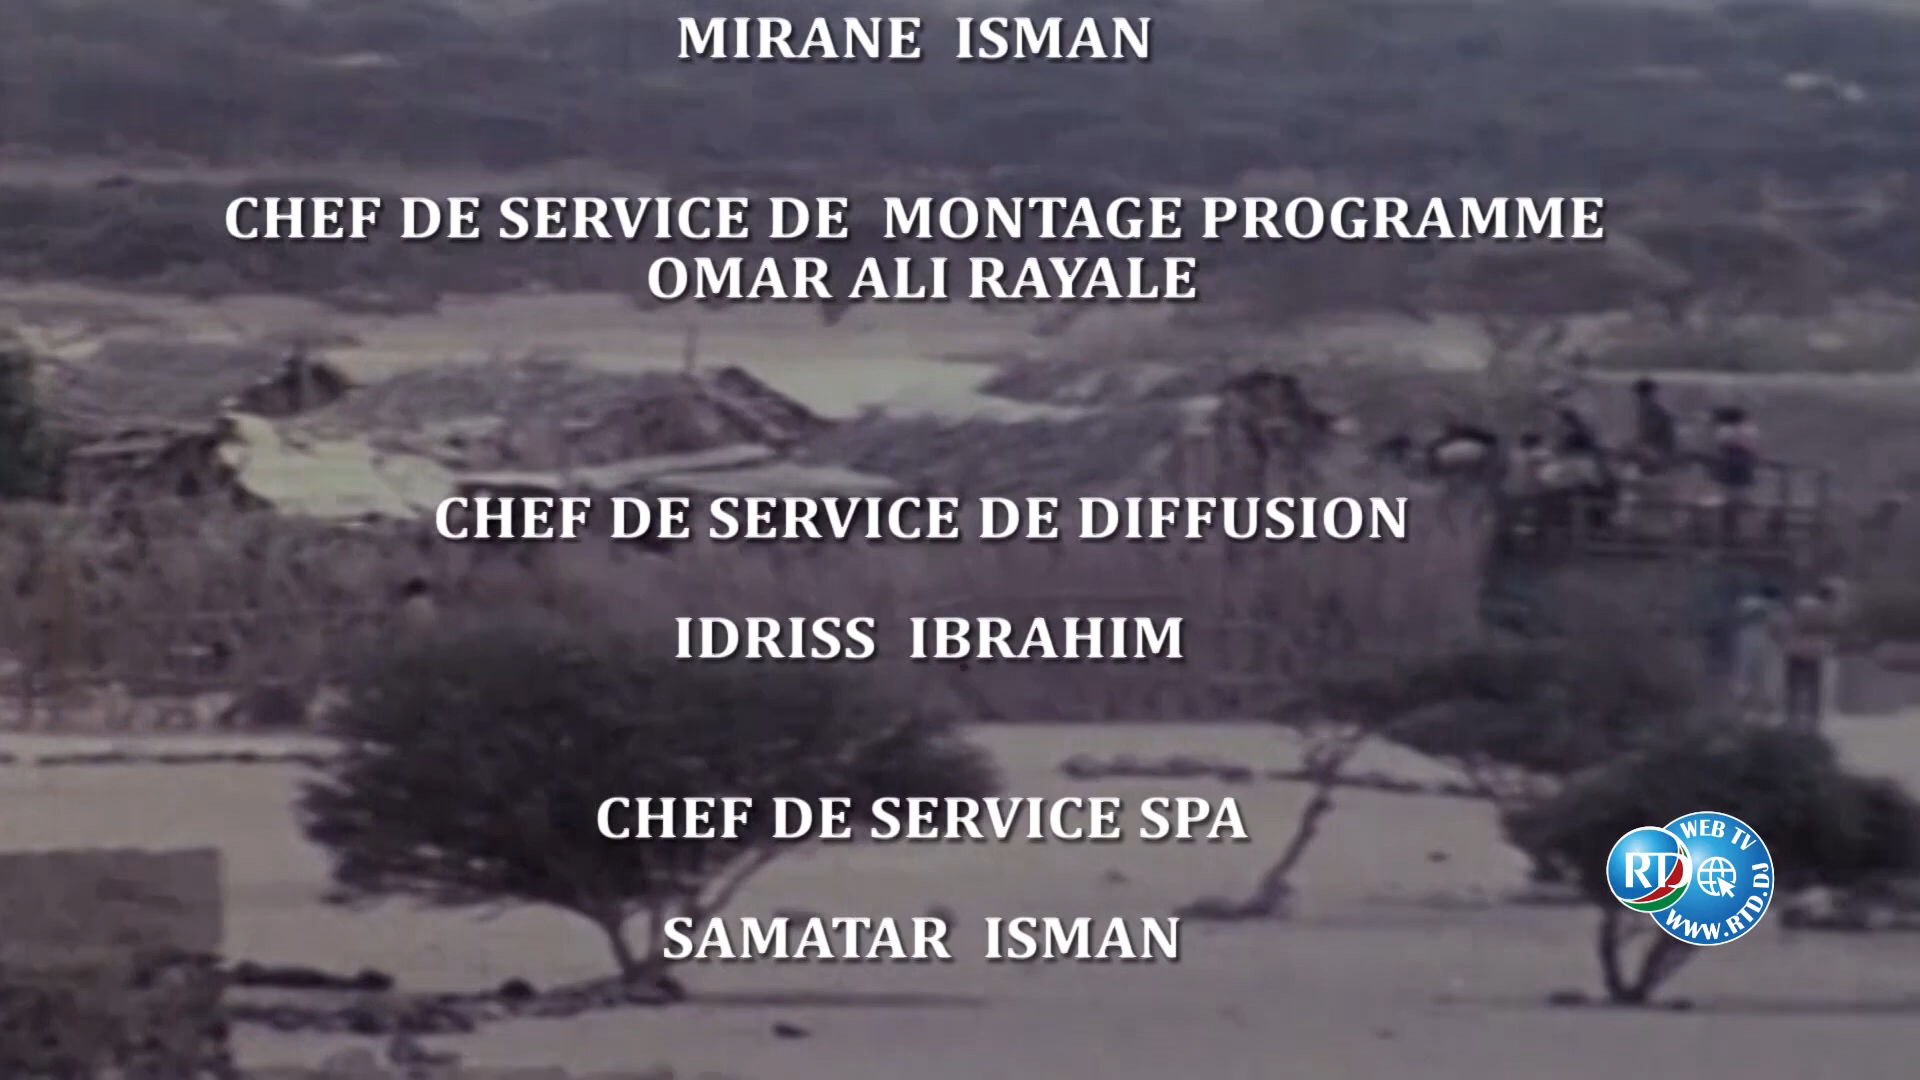 MIRANE ISMAN
CHEF DE SERVICE DE MONTAGE PROGRAMME
OMAR ALI RAYALE
CHEF DE SERVICE DE DIFFUSION
IDRISS IBRAHIM
CHEF DE SERVICE SPA
SAMATAR ISMAN
WEB TV
RTD
WWW.RTD.DJ